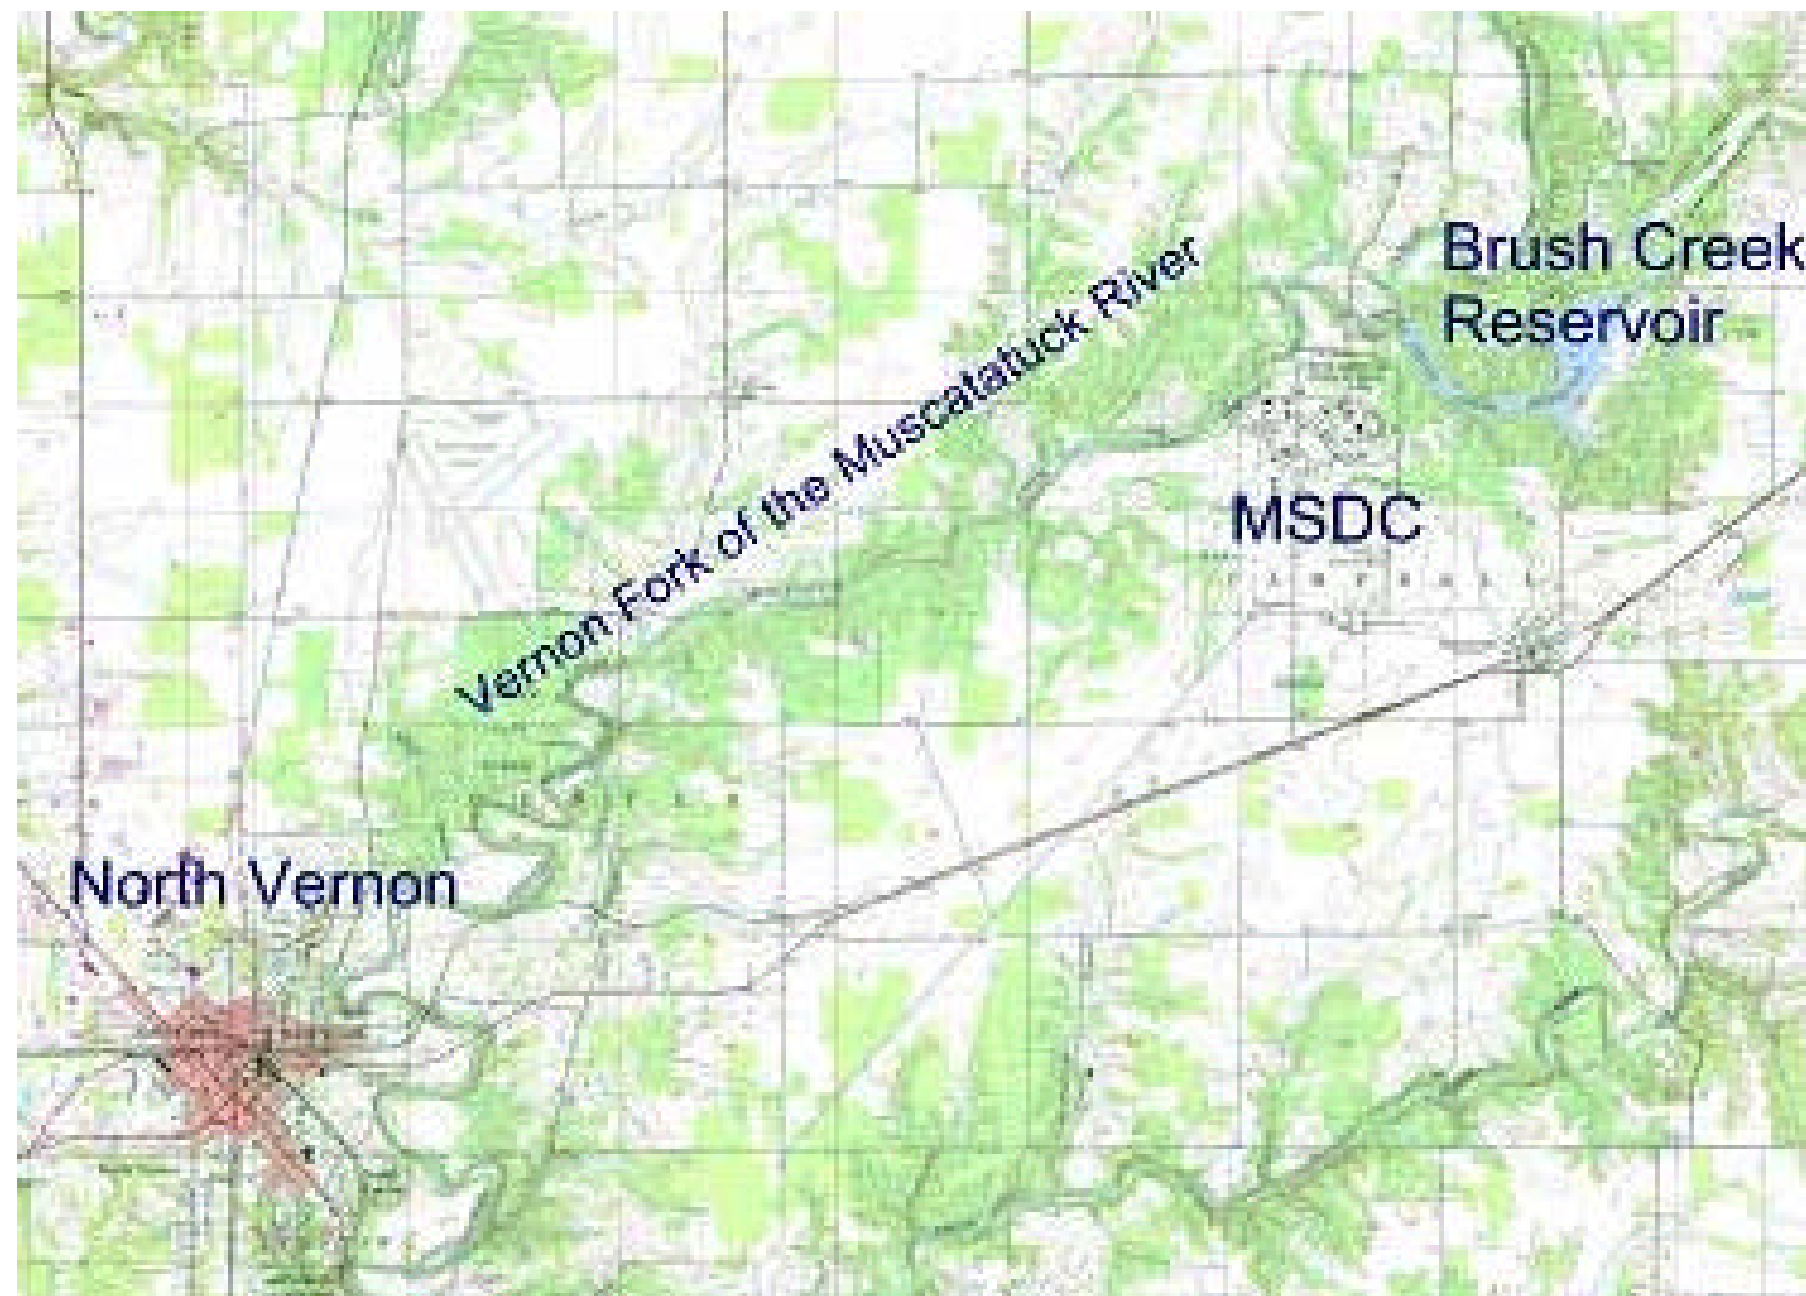 Brush Creek
Reservoir
Vernon Fork of the Muscatatuck River
MSDC
North Vernon